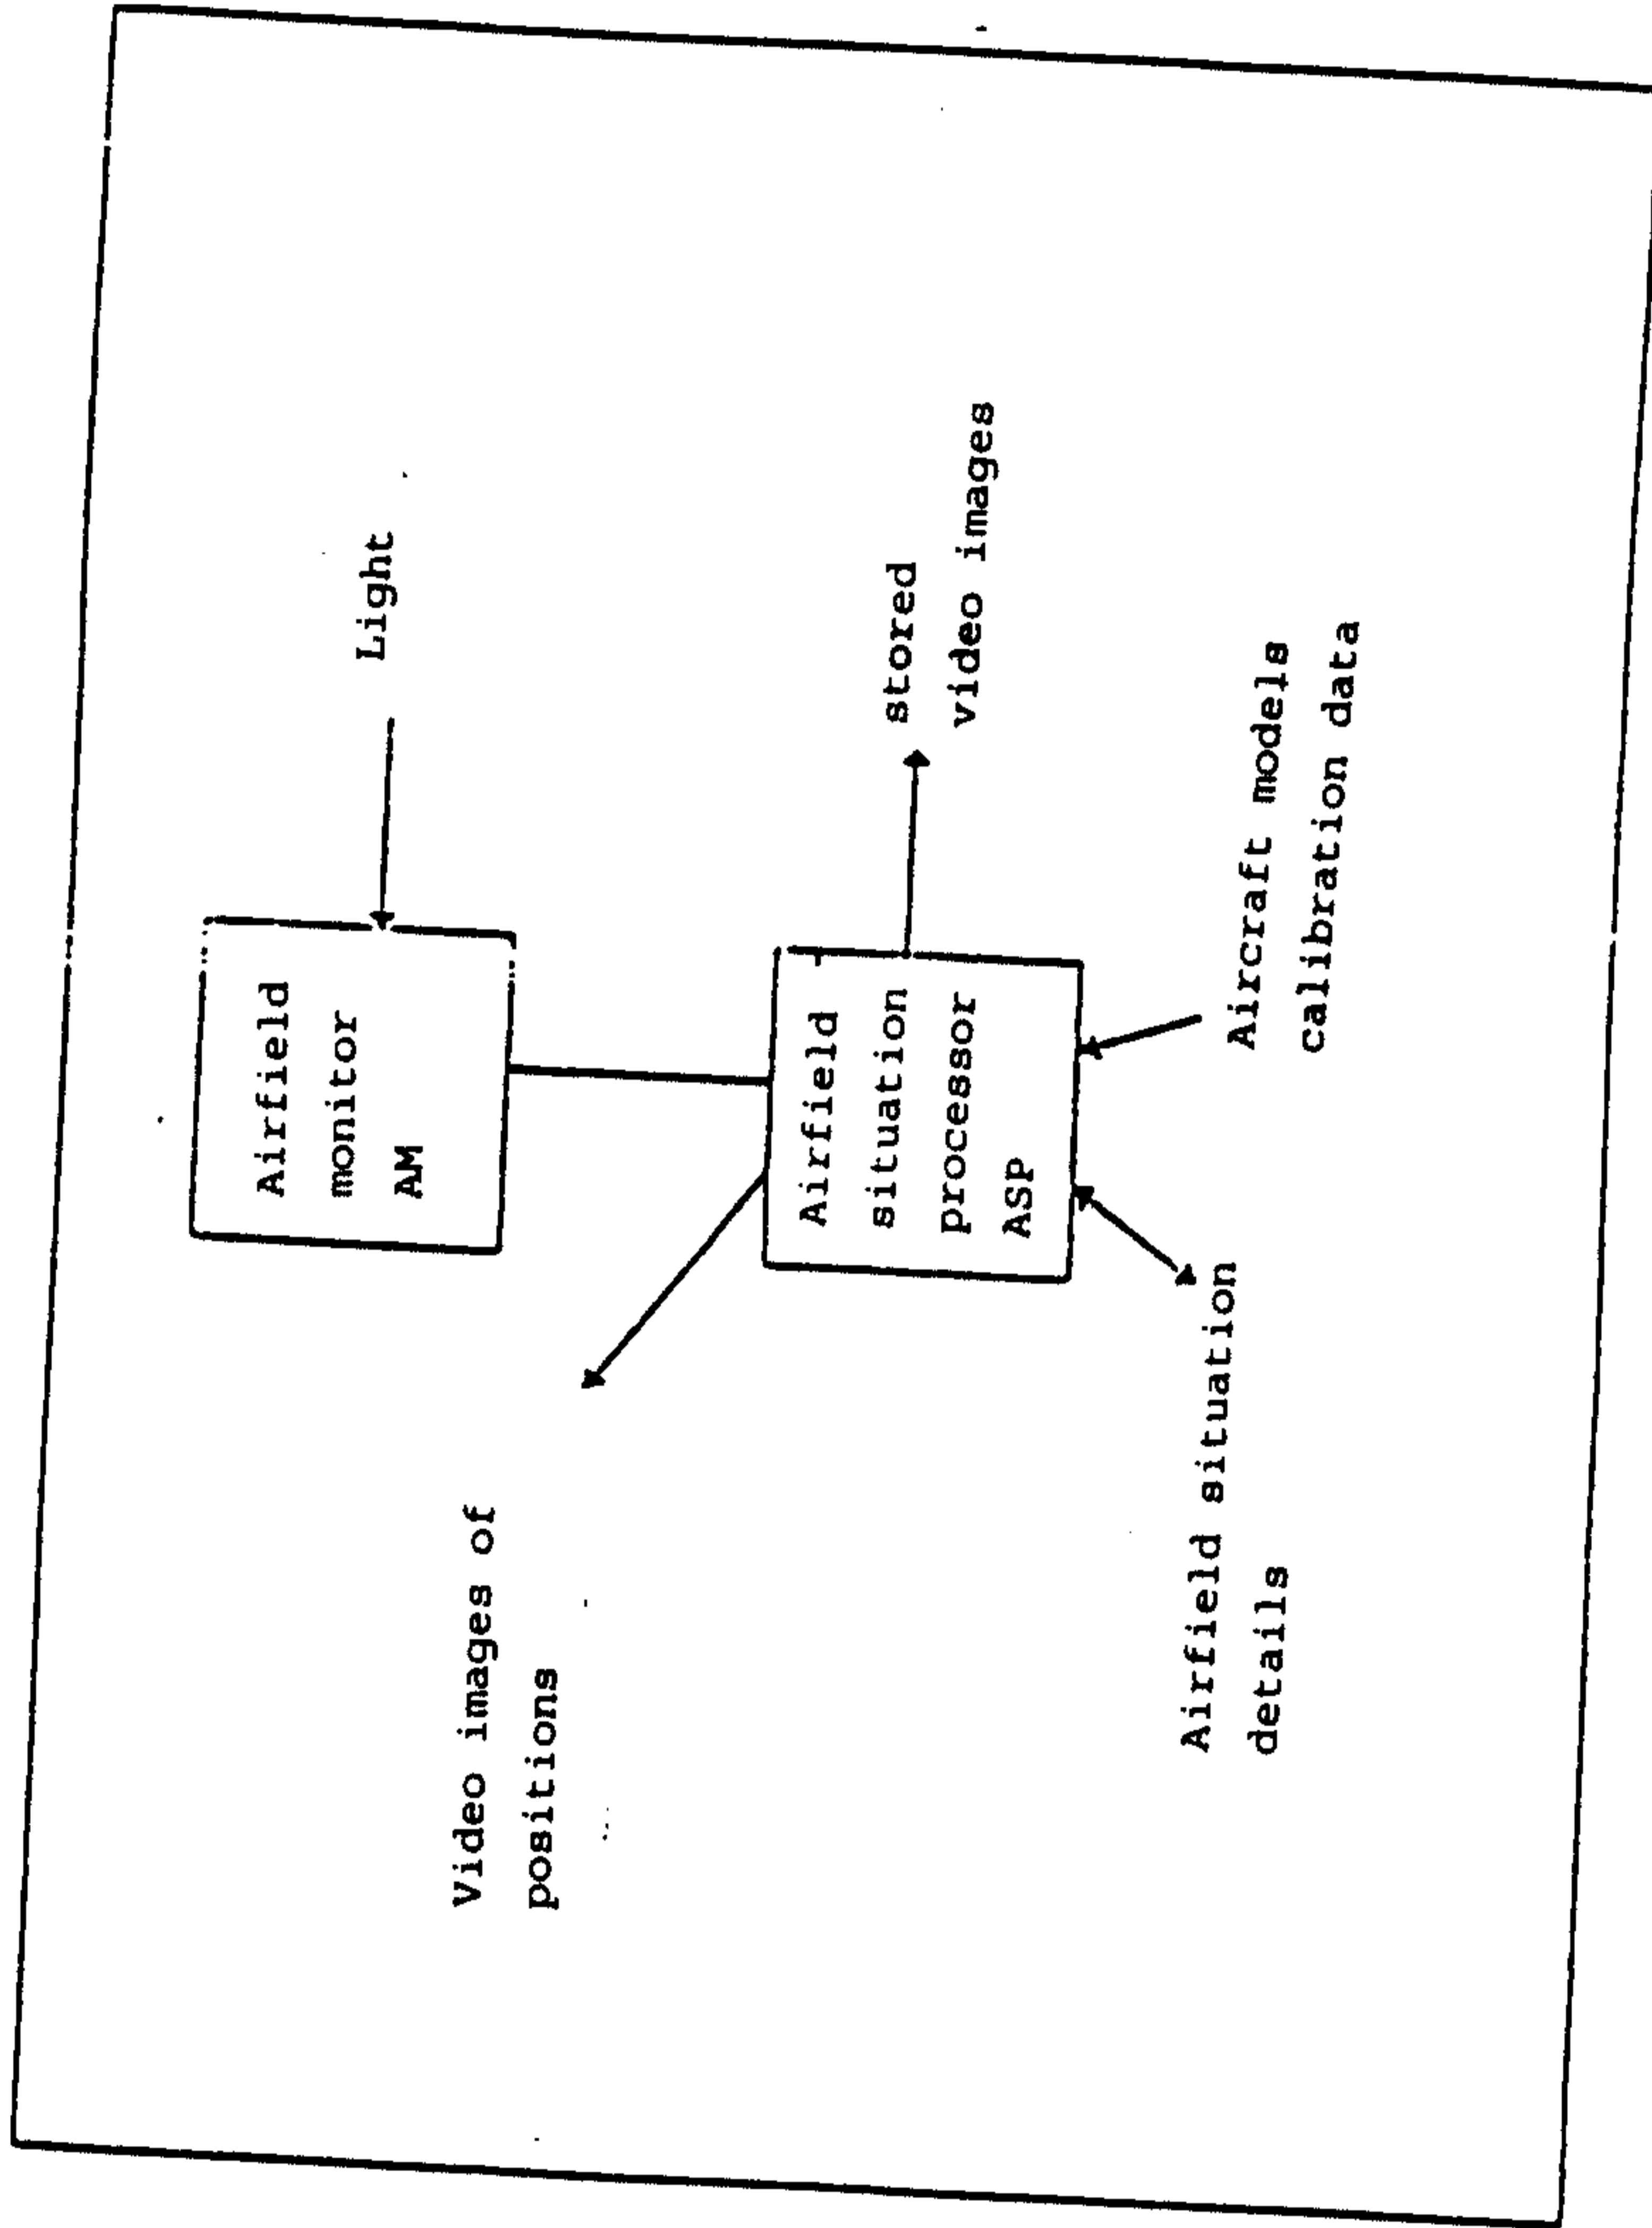 Airfield
monitor
AM
Light
Video images of
positions
Airfield
situation
processor
ASP
stored
video images
Airfield situation
details
Aircraft models
calibration data